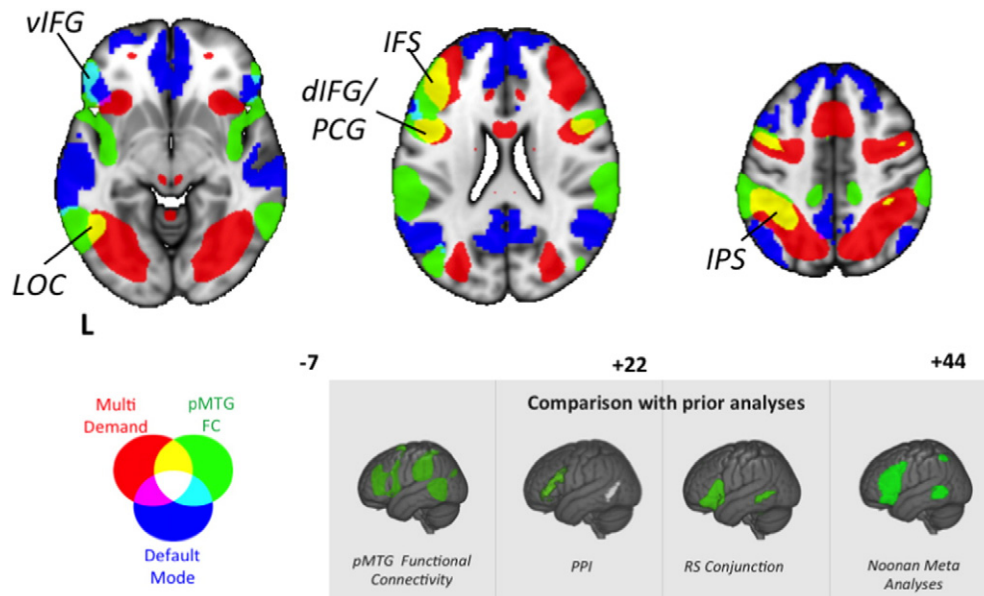 vIFG
IFS
dIFG/
PCG
LOC
IPS
L
-7
+22
+44
Multi
Demand
pMTG
FC
Default
Mode
Comparison with prior analyses
pMTG Functional
Connectivity
PPI
RS Conjunction
Noonan Meta
Analyses